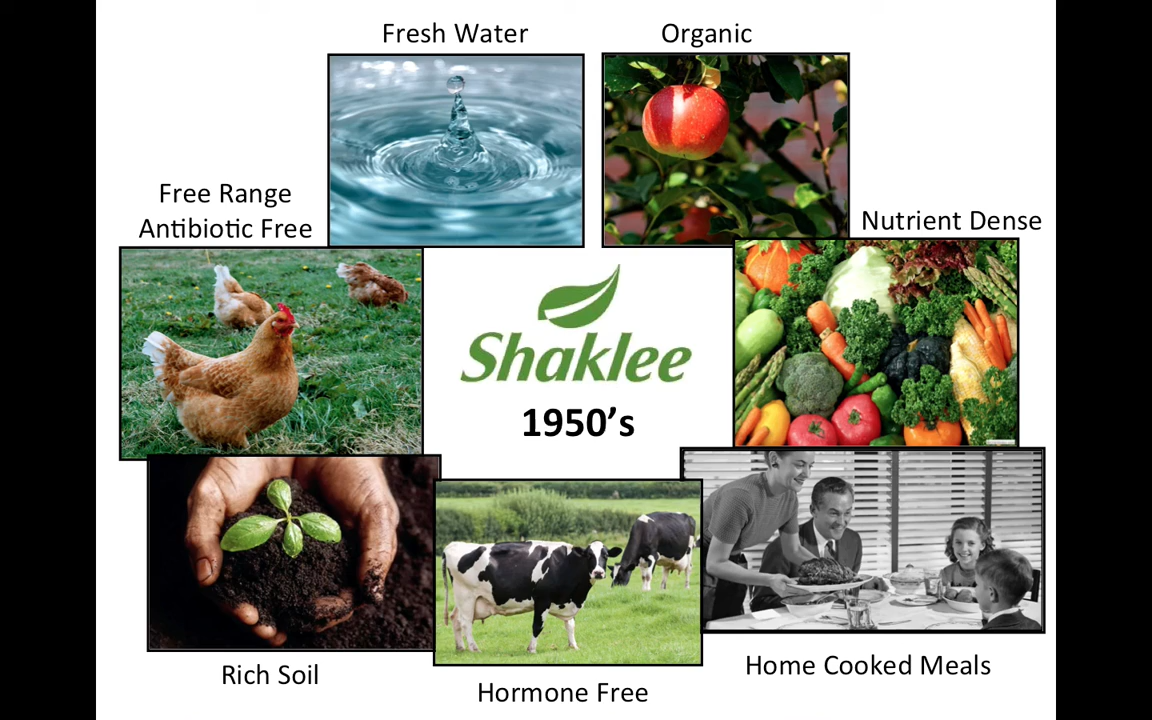 Fresh Water
Organic
Free Range
Antibiotic Free
Nutrient Dense
Shaklee
1950’s
Rich Soil
Hormone Free
Home Cooked Meals